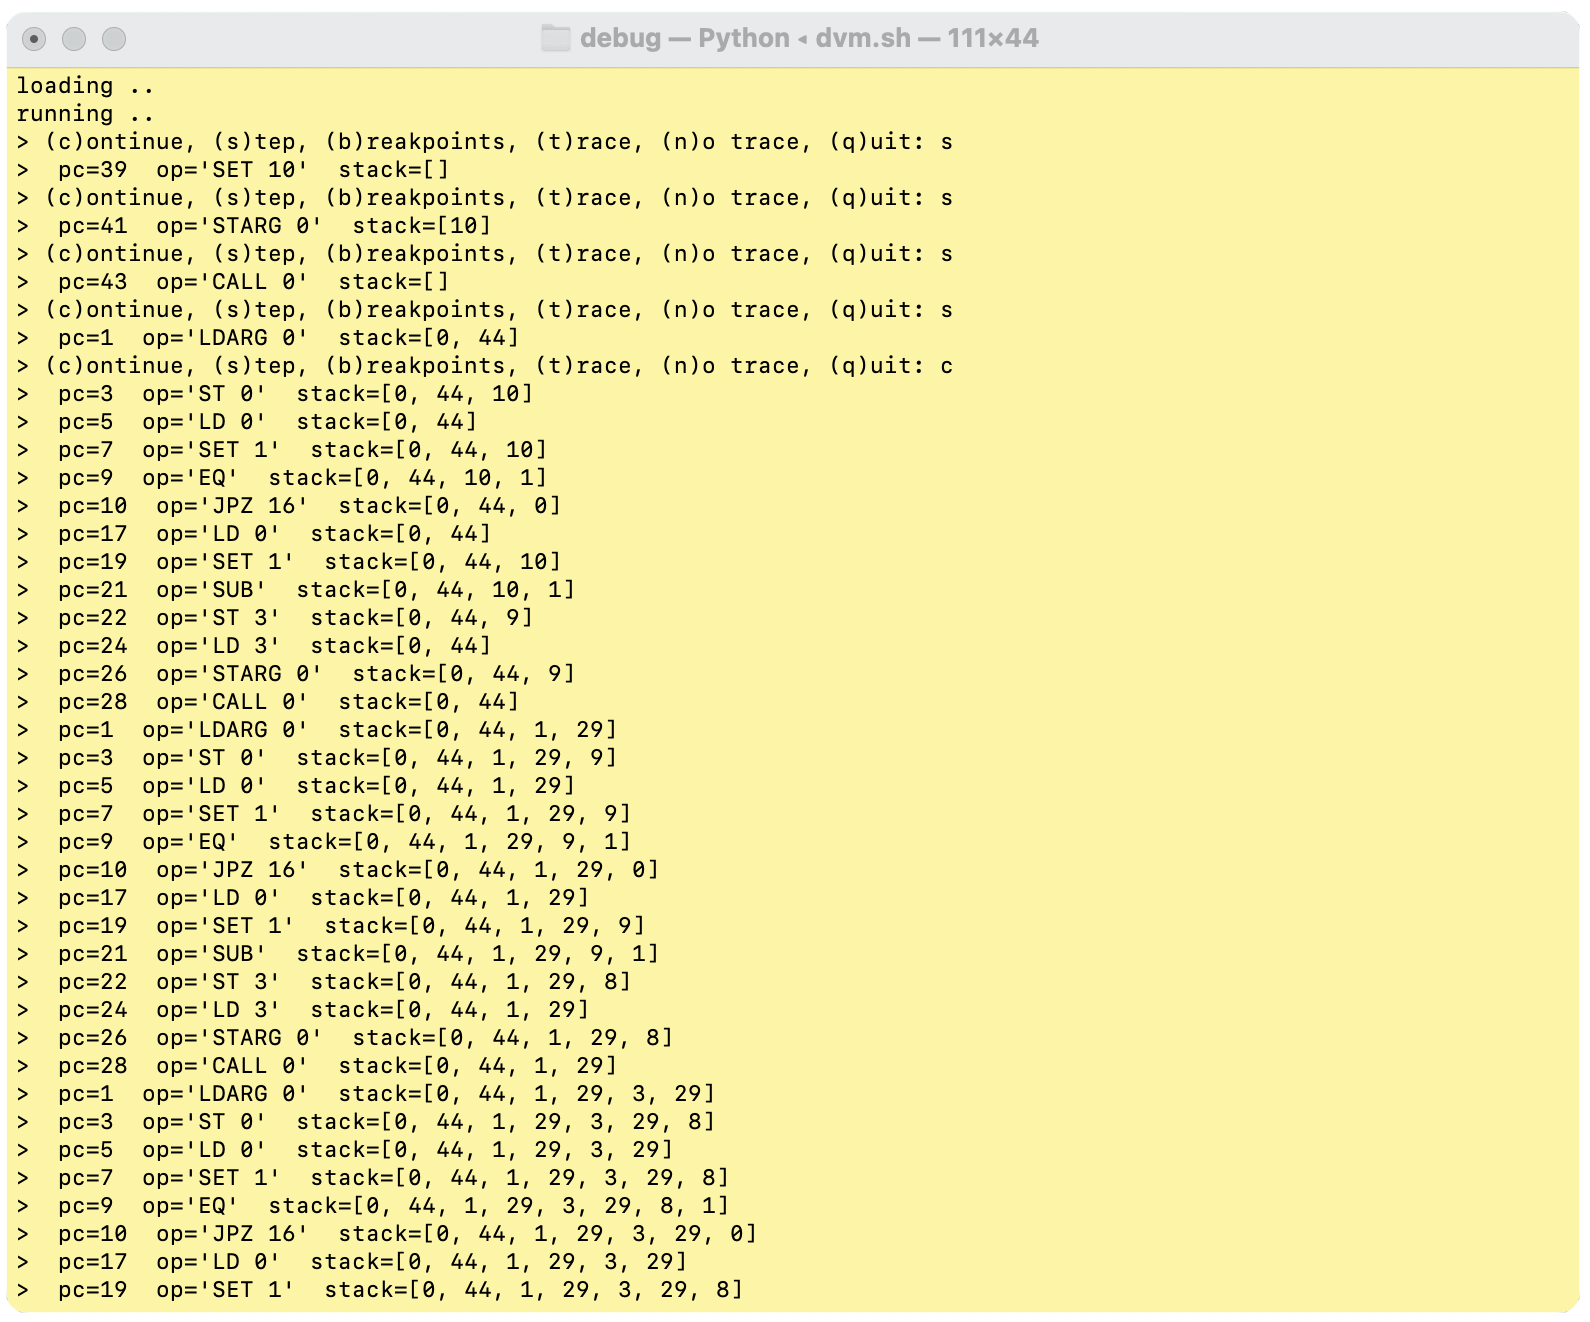 debug — Python ◂ dvm.sh — 111×44
loading ..
running ..
> (c)ontinue, (s)tep, (b)reakpoints, (t)race, (n)o trace, (q)uit: s
>  pc=39  op='SET 10'  stack=[]
> (c)ontinue, (s)tep, (b)reakpoints, (t)race, (n)o trace, (q)uit: s
>  pc=41  op='STARG 0'  stack=[10]
> (c)ontinue, (s)tep, (b)reakpoints, (t)race, (n)o trace, (q)uit: s
>  pc=43  op='CALL 0'  stack=[]
> (c)ontinue, (s)tep, (b)reakpoints, (t)race, (n)o trace, (q)uit: s
>  pc=1  op='LDARG 0'  stack=[0, 44]
> (c)ontinue, (s)tep, (b)reakpoints, (t)race, (n)o trace, (q)uit: c
>  pc=3  op='ST 0'  stack=[0, 44, 10]
>  pc=5  op='LD 0'  stack=[0, 44]
>  pc=7  op='SET 1'  stack=[0, 44, 10]
>  pc=9  op='EQ'  stack=[0, 44, 10, 1]
>  pc=10  op='JPZ 16'  stack=[0, 44, 0]
>  pc=17  op='LD 0'  stack=[0, 44]
>  pc=19  op='SET 1'  stack=[0, 44, 10]
>  pc=21  op='SUB'  stack=[0, 44, 10, 1]
>  pc=22  op='ST 3'  stack=[0, 44, 9]
>  pc=24  op='LD 3'  stack=[0, 44]
>  pc=26  op='STARG 0'  stack=[0, 44, 9]
>  pc=28  op='CALL 0'  stack=[0, 44]
>  pc=1  op='LDARG 0'  stack=[0, 44, 1, 29]
>  pc=3  op='ST 0'  stack=[0, 44, 1, 29, 9]
>  pc=5  op='LD 0'  stack=[0, 44, 1, 29]
>  pc=7  op='SET 1'  stack=[0, 44, 1, 29, 9]
>  pc=9  op='EQ'  stack=[0, 44, 1, 29, 9, 1]
>  pc=10  op='JPZ 16'  stack=[0, 44, 1, 29, 0]
>  pc=17  op='LD 0'  stack=[0, 44, 1, 29]
>  pc=19  op='SET 1'  stack=[0, 44, 1, 29, 9]
>  pc=21  op='SUB'  stack=[0, 44, 1, 29, 9, 1]
>  pc=22  op='ST 3'  stack=[0, 44, 1, 29, 8]
>  pc=24  op='LD 3'  stack=[0, 44, 1, 29]
>  pc=26  op='STARG 0'  stack=[0, 44, 1, 29, 8]
>  pc=28  op='CALL 0'  stack=[0, 44, 1, 29]
>  pc=1  op='LDARG 0'  stack=[0, 44, 1, 29, 3, 29]
>  pc=3  op='ST 0'  stack=[0, 44, 1, 29, 3, 29, 8]
>  pc=5  op='LD 0'  stack=[0, 44, 1, 29, 3, 29]
>  pc=7  op='SET 1'  stack=[0, 44, 1, 29, 3, 29, 8]
>  pc=9  op='EQ'  stack=[0, 44, 1, 29, 3, 29, 8, 1]
>  pc=10  op='JPZ 16'  stack=[0, 44, 1, 29, 3, 29, 0]
>  pc=17  op='LD 0'  stack=[0, 44, 1, 29, 3, 29]
>  pc=19  op='SET 1'  stack=[0, 44, 1, 29, 3, 29, 8]